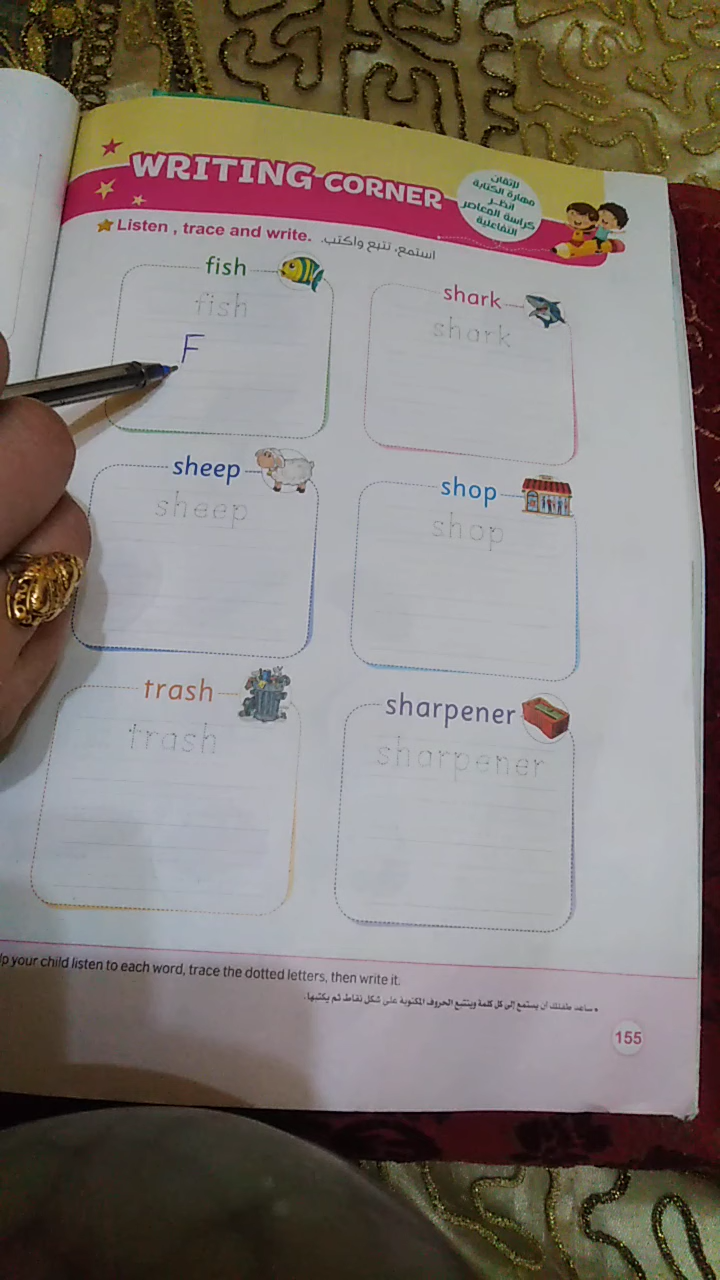 WRITING CORNER
لإتقان
مهارة الكتابة
انظر
كراسة المعاصر
التفاعلية
Listen , trace and write. استمع، تتبع واكتب.
fish
fish
F
shark
shark
sheep
sheep
shop
shop
trash
trash
sharpener
sharpener
lp your child listen to each word, trace the dotted letters, then write it.
• ساعد طفلك أن يستمع إلى كل كلمة ويتتبع الحروف المكتوبة على شكل نقاط، ثم يكتبها.
155